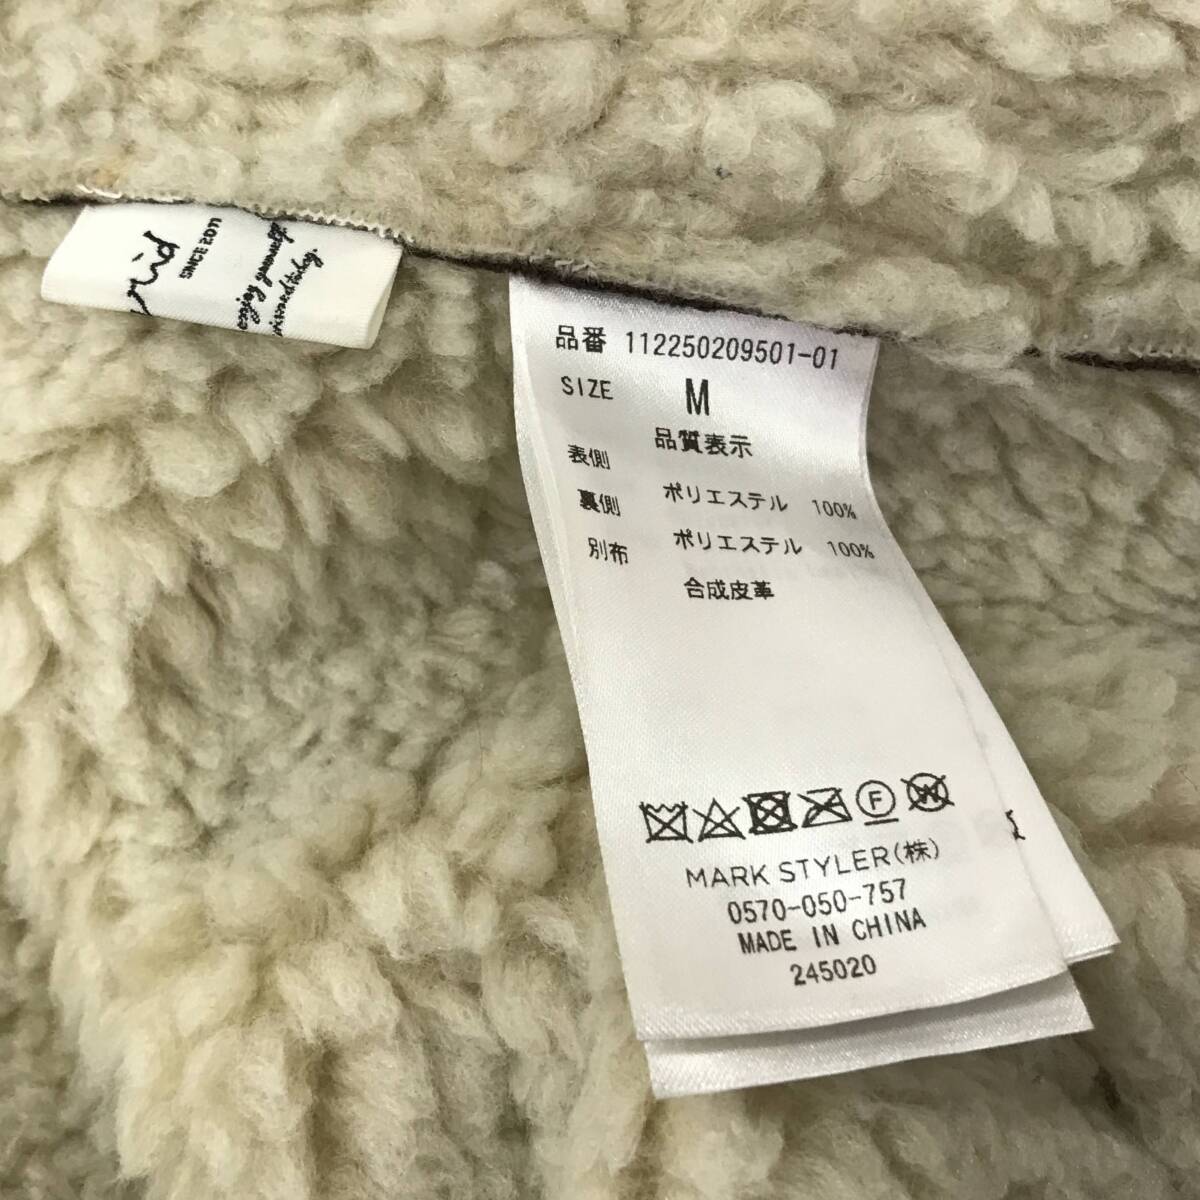 SINCE 2011
品番 112250209501-01
SIZE M
品質表示
表側
裏側 ポリエステル 100%
別布 ポリエステル 100%
合成皮革
F
W
MARK STYLER(株)
0570-050-757
MADE IN CHINA
245020